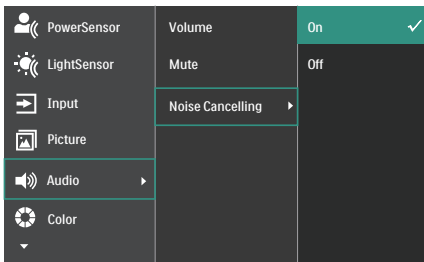 PowerSensor
LightSensor
Input
Picture
Audio
Color
Volume
Mute
Noise Cancelling
On
Off